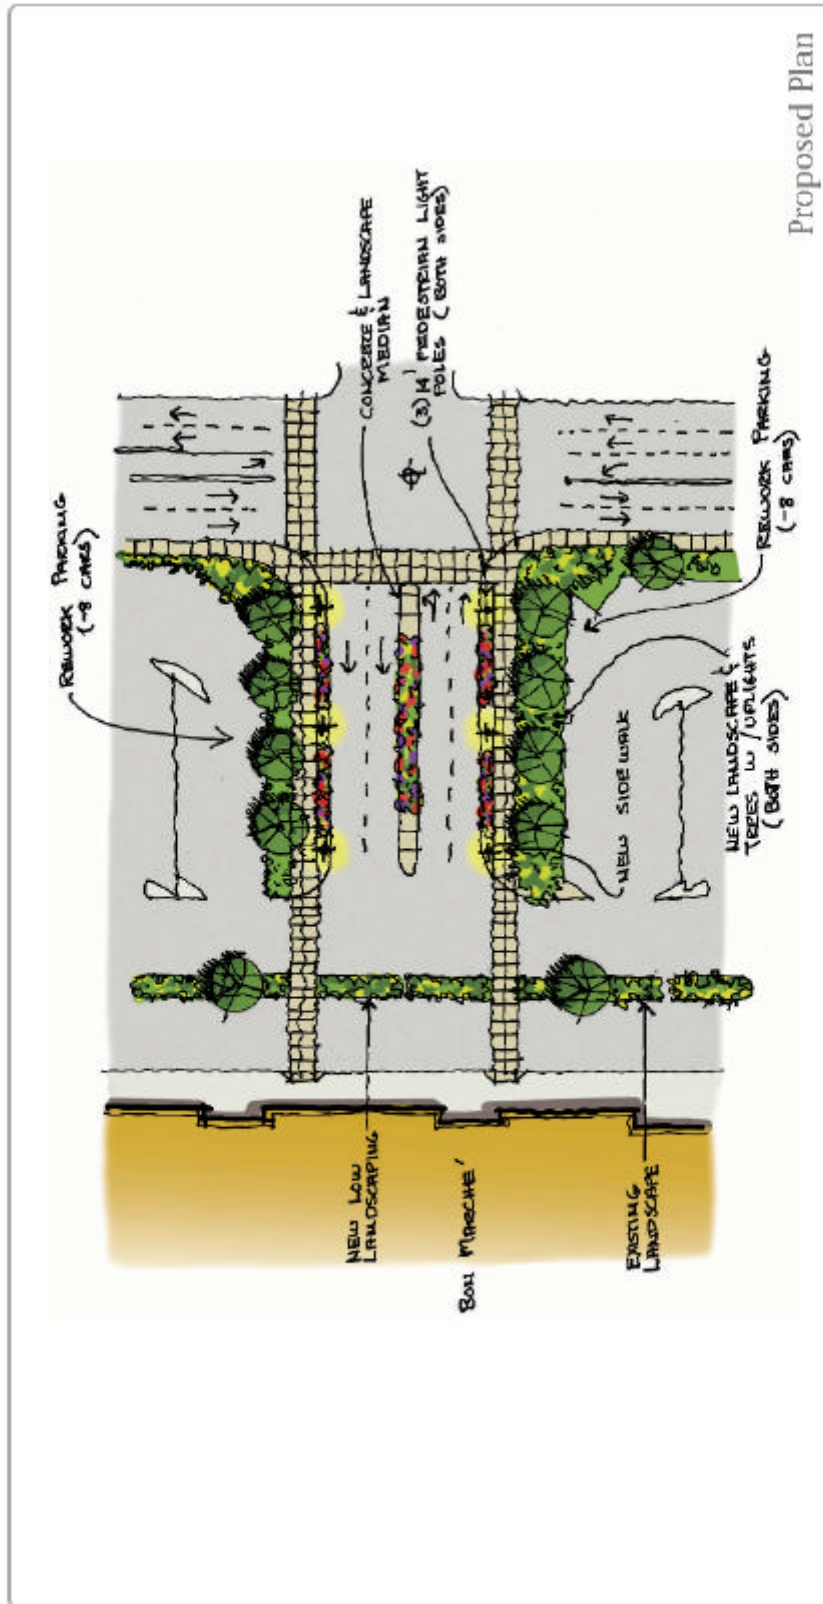 Proposed Plan
REWORK PARKING
(-8 CARS)
CONCRETE & LANDSCAPE
MEDIAN
(3) 14' PEDESTRIAN LIGHT
POLES (BOTH SIDES)
REWORK PARKING
(-8 CARS)
NEW LANDSCAPE &
TREES W/ UPLIGHTS
(BOTH SIDES)
NEW SIDEWALK
NEW LOW
LANDSCAPING
BON MARCHE'
EXISTING
LANDSCAPE